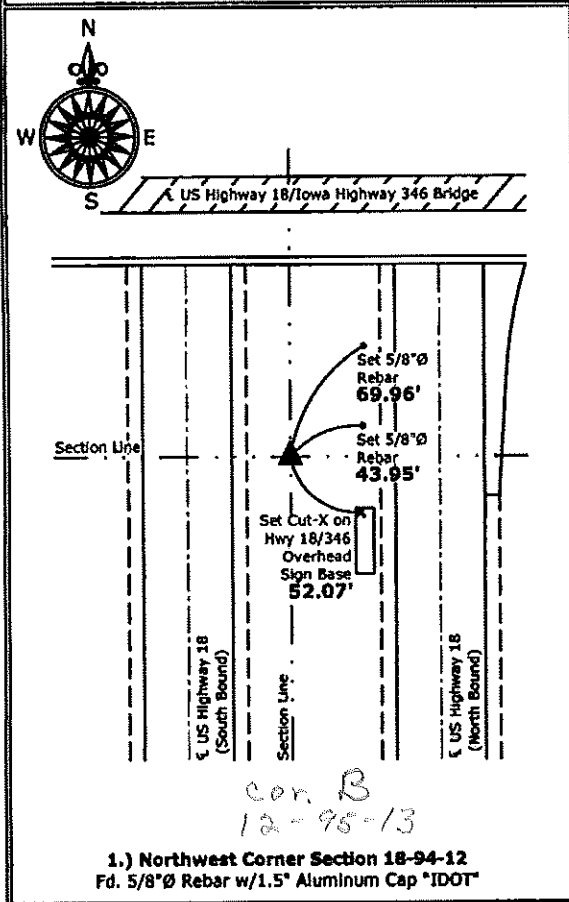 N
W E
S
℄ US Highway 18/Iowa Highway 346 Bridge
Set 5/8"Ø
Rebar
69.96'
Section Line
Set 5/8"Ø
Rebar
43.95'
Set Cut-X on
Hwy 18/346
Overhead
Sign Base
52.07'
℄ US Highway 18
(South Bound)
Section Line
℄ US Highway 18
(North Bound)
Cor. B
12-95-13
1.) Northwest Corner Section 18-94-12
Fd. 5/8"Ø Rebar w/1.5" Aluminum Cap "IDOT"